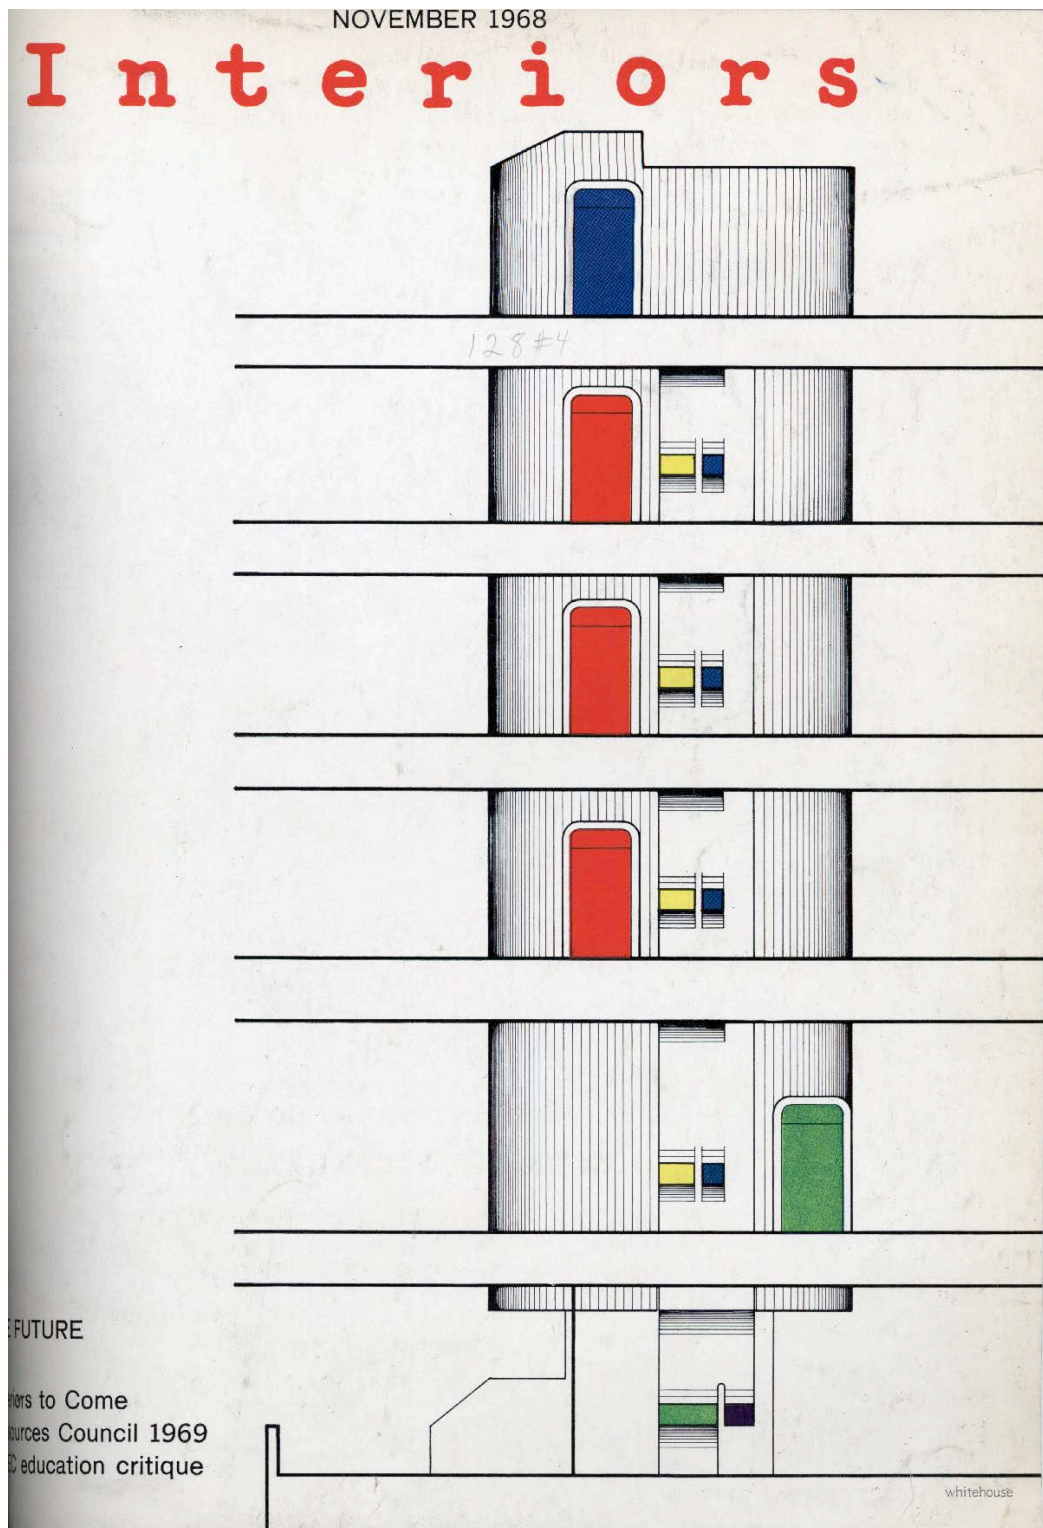 NOVEMBER 1968
Interiors
128#4
FUTURE
to Come
Council 1969
education critique
whitehouse